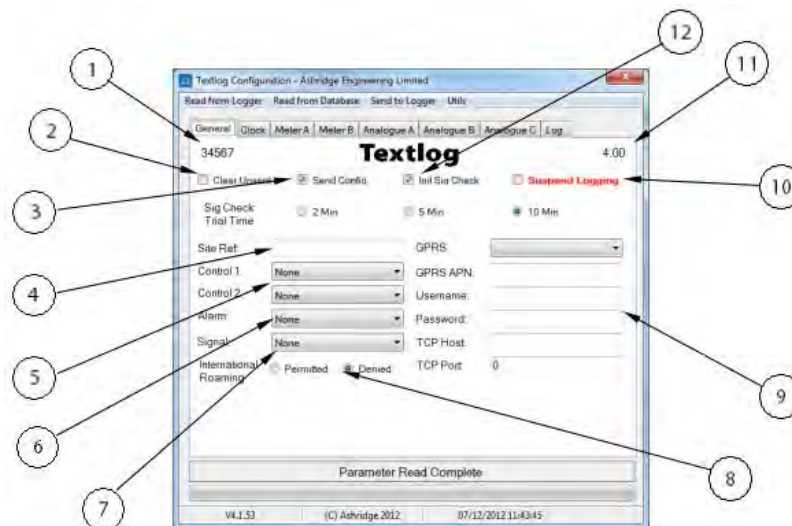 12
1
11
Textlog Configuration - Ashridge Engineering Limited
Read from Logger Read from Database Send to Logger Utils
2
General Clock Meter A Meter B Analogue A Analogue B Analogue C Log
34567 Textlog 4.00
Clear Unsent Send Config Init Sig Check Suspend Logging
10
3
Sig Check 2 Min 5 Min 10 Min
Trial Time
Site Ref: GPRS:
4
Control 1: None GPRS APN:
Control 2: None Username:
Alarm: None Password:
Signal: None TCP Host:
International Permitted Denied TCP Port: 0
Roaming:
5
9
6
Parameter Read Complete
8
7
V4.1.53 (C) Ashridge 2012 07/12/2012 11:43:45